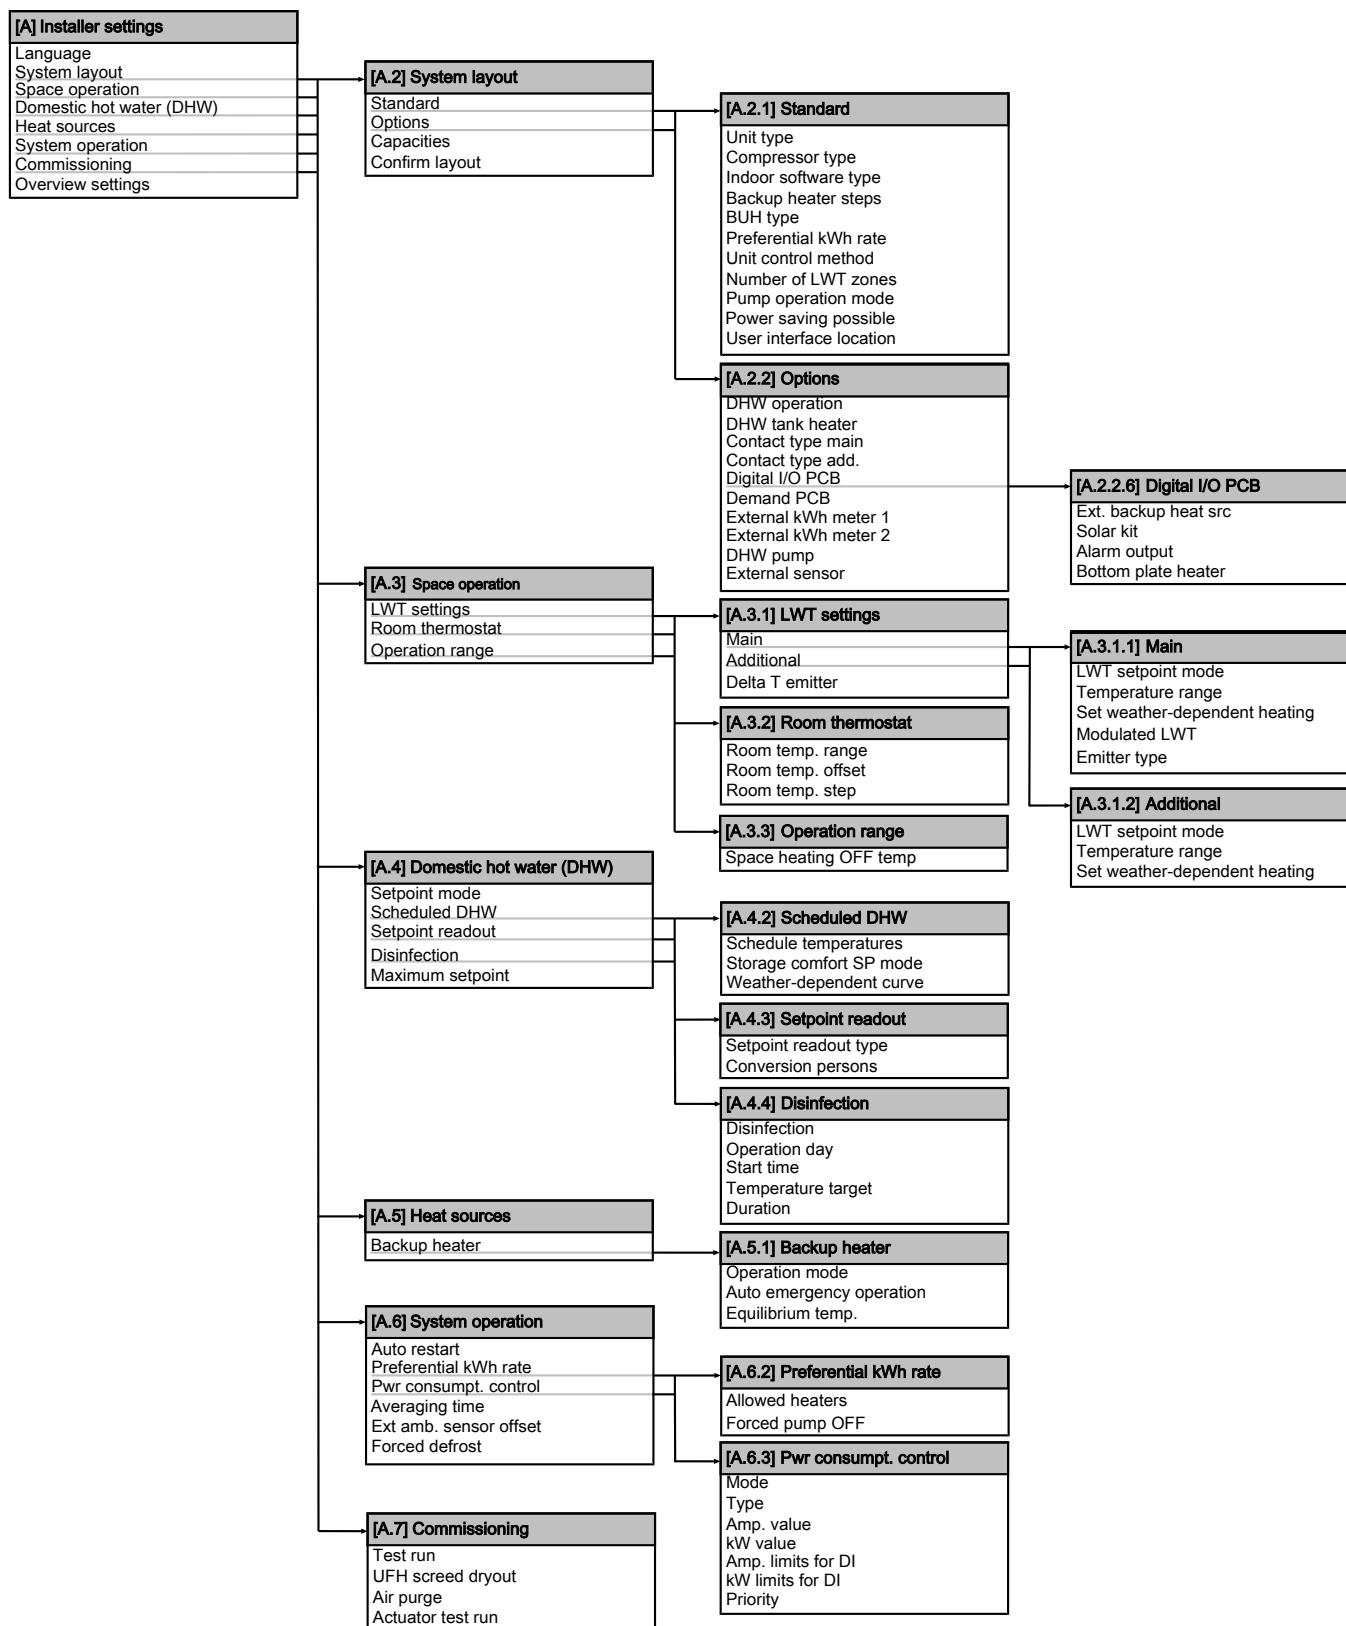 [A] Installer settings
Language
System layout
Space operation
Domestic hot water (DHW)
Heat sources
System operation
Commissioning
Overview settings
[A.2] System layout
Standard
Options
Capacities
Confirm layout
[A.2.1] Standard
Unit type
Compressor type
Indoor software type
Backup heater steps
BUH type
Preferential kWh rate
Unit control method
Number of LWT zones
Pump operation mode
Power saving possible
User interface location
[A.2.2] Options
DHW operation
DHW tank heater
Contact type main
Contact type add.
Digital I/O PCB
Demand PCB
External kWh meter 1
External kWh meter 2
DHW pump
External sensor
[A.2.2.6] Digital I/O PCB
Ext. backup heat src
Solar kit
Alarm output
Bottom plate heater
[A.3] Space operation
LWT settings
Room thermostat
Operation range
[A.3.1] LWT settings
Main
Additional
Delta T emitter
[A.3.1.1] Main
LWT setpoint mode
Temperature range
Set weather-dependent heating
Modulated LWT
Emitter type
[A.3.1.2] Additional
LWT setpoint mode
Temperature range
Set weather-dependent heating
[A.3.2] Room thermostat
Room temp. range
Room temp. offset
Room temp. step
[A.3.3] Operation range
Space heating OFF temp
[A.4] Domestic hot water (DHW)
Setpoint mode
Scheduled DHW
Setpoint readout
Disinfection
Maximum setpoint
[A.4.2] Scheduled DHW
Schedule temperatures
Storage comfort SP mode
Weather-dependent curve
[A.4.3] Setpoint readout
Setpoint readout type
Conversion persons
[A.4.4] Disinfection
Disinfection
Operation day
Start time
Temperature target
Duration
[A.5] Heat sources
Backup heater
[A.5.1] Backup heater
Operation mode
Auto emergency operation
Equilibrium temp.
[A.6] System operation
Auto restart
Preferential kWh rate
Pwr consumpt. control
Averaging time
Ext amb. sensor offset
Forced defrost
[A.6.2] Preferential kWh rate
Allowed heaters
Forced pump OFF
[A.6.3] Pwr consumpt. control
Mode
Type
Amp. value
kW value
Amp. limits for DI
kW limits for DI
Priority
[A.7] Commissioning
Test run
UFH screed dryout
Air purge
Actuator test run